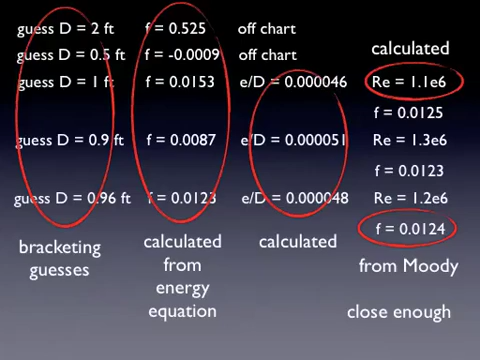 guess D = 2 ft f = 0.525 off chart
guess D = 0.5 ft f = -0.0009 off chart
calculated
guess D = 1 ft f = 0.0153 e/D = 0.000046 Re = 1.1e6
f = 0.0125
guess D = 0.9 ft f = 0.0087 e/D = 0.000051 Re = 1.3e6
f = 0.0123
guess D = 0.96 ft f = 0.0123 e/D = 0.000048 Re = 1.2e6
f = 0.0124
bracketing
guesses
calculated
from
energy
equation
calculated
from Moody
close enough